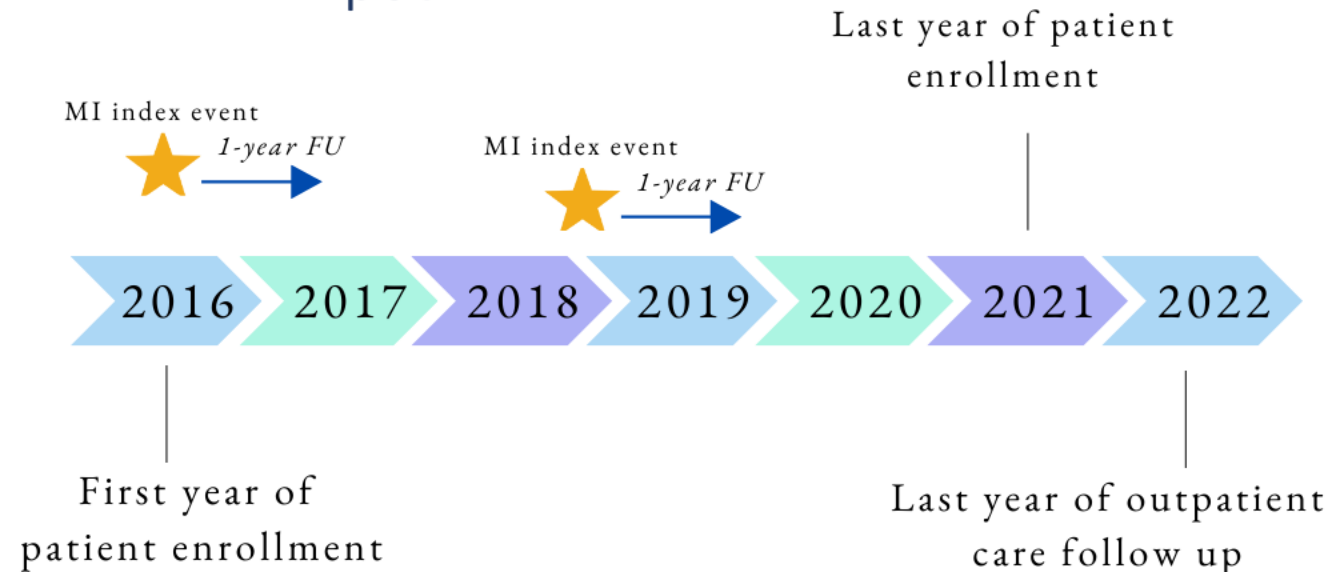 Last year of patient
enrollment
MI index event
1-year FU
MI index event
1-year FU
2016
2017
2018
2019
2020
2021
2022
First year of
patient enrollment
Last year of outpatient
care follow up